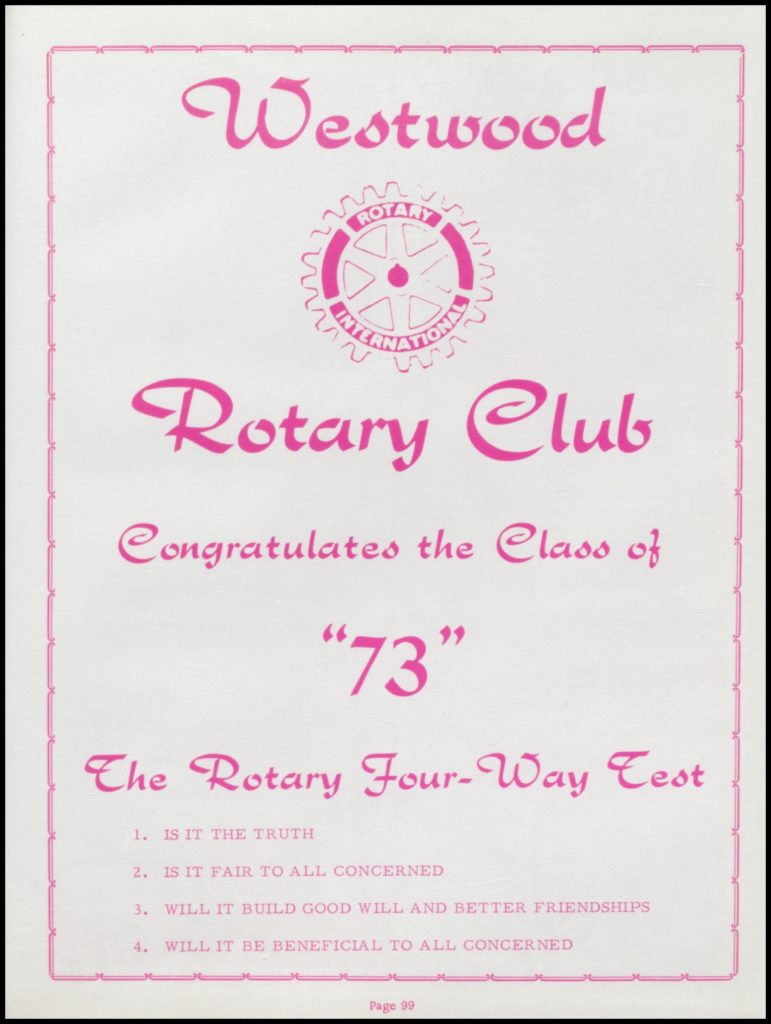 Westwood
ROTARY
INTERNATIONAL
Rotary Club
Congratulates the Class of
"73"
The Rotary Four-Way Test
1. IS IT THE TRUTH
2. IS IT FAIR TO ALL CONCERNED
3. WILL IT BUILD GOOD WILL AND BETTER FRIENDSHIPS
4. WILL IT BE BENEFICIAL TO ALL CONCERNED
Page 99